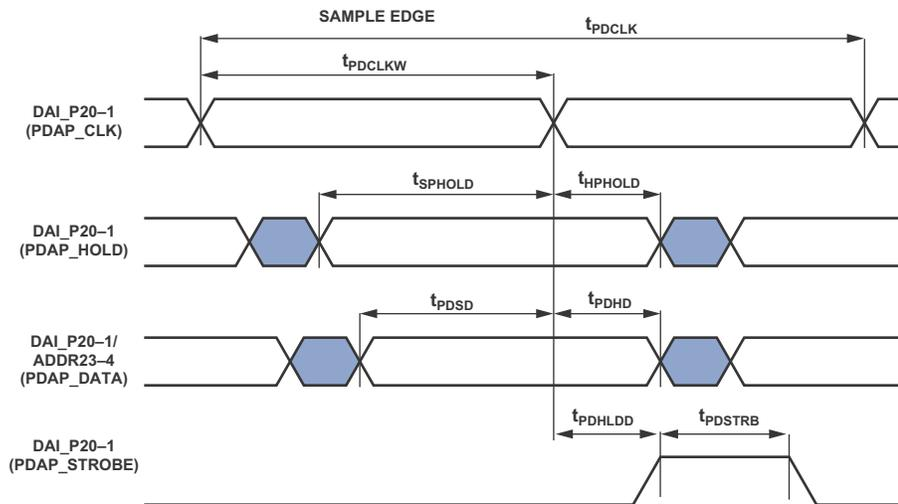 SAMPLE EDGE
tPDCLK
tPDCLKW
DAI_P20–1
(PDAP_CLK)
tSPHOLD
tHPHOLD
DAI_P20–1
(PDAP_HOLD)
tPDSD
tPDHD
DAI_P20–1/
ADDR23–4
(PDAP_DATA)
tPDHLDD
tPDSTRB
DAI_P20–1
(PDAP_STROBE)